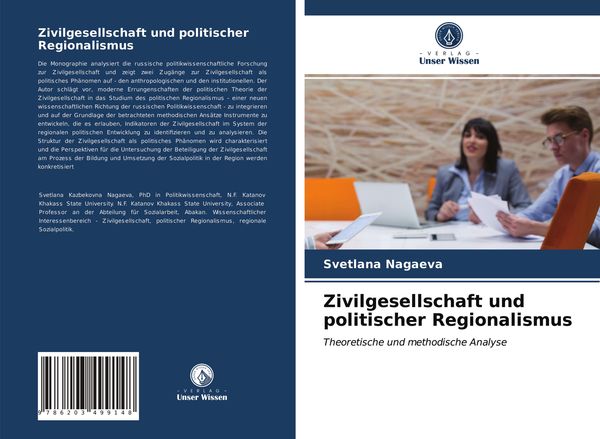 Zivilgesellschaft und politischer
Regionalismus
Die Monographie analysiert die russische politikwissenschaftliche Forschung
zur Zivilgesellschaft und zeigt zwei Zugänge zur Zivilgesellschaft als
politisches Phänomen auf - den anthropologischen und den institutionellen. Der
Autor schlägt vor, moderne Errungenschaften der politischen Theorie der
Zivilgesellschaft in das Studium des politischen Regionalismus - einer neuen
wissenschaftlichen Richtung der russischen Politikwissenschaft - zu integrieren
und auf der Grundlage der betrachteten methodischen Ansätze Instrumente zu
entwickeln, die es erlauben, Indikatoren der Zivilgesellschaft im System der
regionalen politischen Entwicklung zu identifizieren und zu analysieren. Die
Struktur der Zivilgesellschaft als politisches Phänomen wird charakterisiert
und die Perspektiven für die Untersuchung der Beteiligung der Zivilgesellschaft
am Prozess der Bildung und Umsetzung der Sozialpolitik in der Region werden
konkretisiert
Svetlana Kazbekovna Nagaeva, PhD in Politikwissenschaft, N.F. Katanov
Khakass State University. N.F. Katanov Khakass State University, Associate
Professor an der Abteilung für Sozialarbeit, Abakan. Wissenschaftlicher
Interessenbereich - Zivilgesellschaft, politischer Regionalismus, regionale
Sozialpolitik.
9 786203 499148
VERLAG
Unser Wissen
VERLAG
Unser Wissen
Svetlana Nagaeva
Zivilgesellschaft und
politischer Regionalismus
Theoretische und methodische Analyse